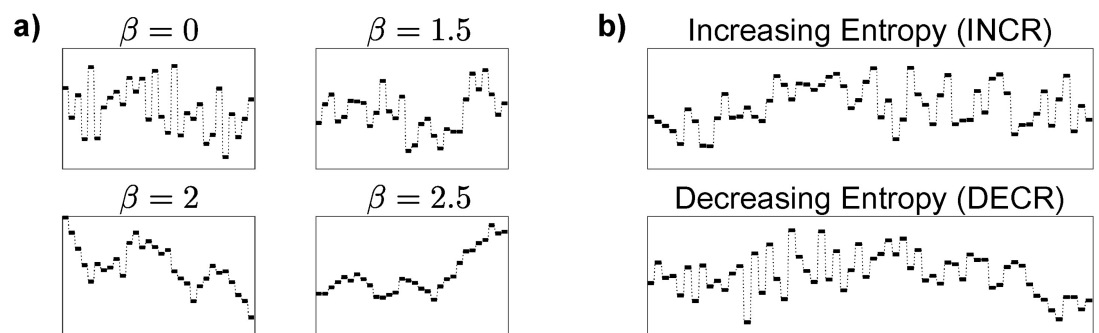 a)
β = 0
β = 1.5
β = 2
β = 2.5
b)
Increasing Entropy (INCR)
Decreasing Entropy (DECR)